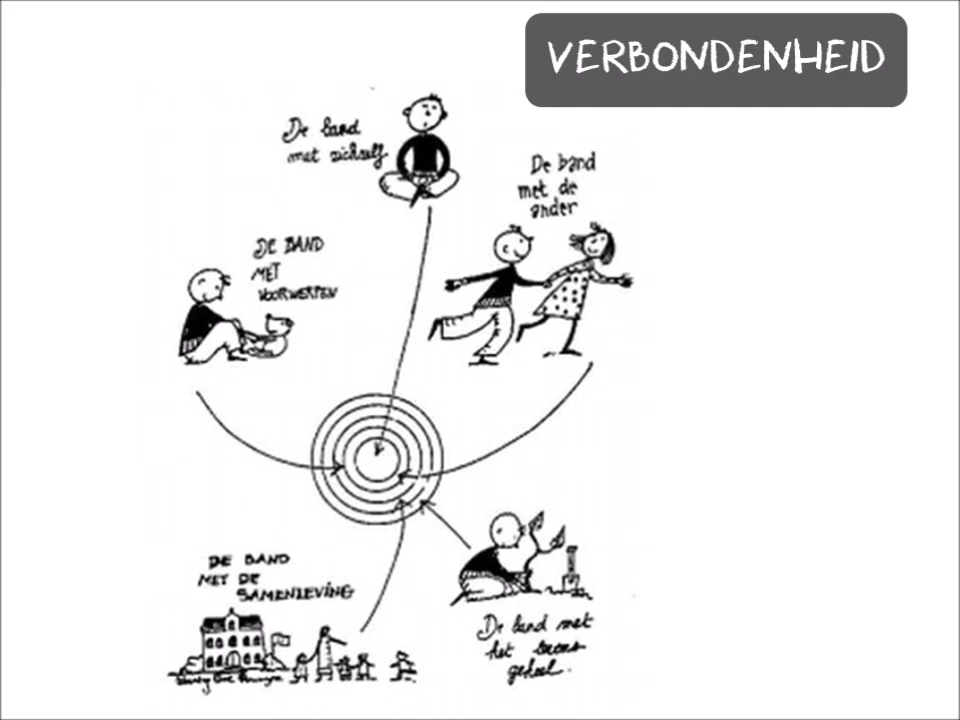 VERBONDENHEID
De band
met zichzelf
De band
met de
ander
DE BAND
MET
VOORWERPEN
DE BAND
MET DE
SAMENLEVING
De band met
het
geheel.